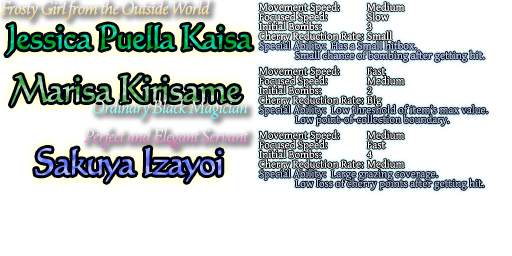 Frosty Girl from the Outside World
Jessica Puella Kaisa
Marisa Kirisame
Ordinary Black Magician
Perfect and Elegant Servant
Sakuya Izayoi
Movement Speed: Medium
Focused Speed: Slow
Initial Bombs: 3
Cherry Reduction Rate: Small
Special Ability: Has a Small hitbox.
Small chance of bombing after getting hit.
Movement Speed: Fast
Focused Speed: Medium
Initial Bombs: 2
Cherry Reduction Rate: Big
Special Ability: Low threshold of item's max value.
Low point-of-collection boundary.
Movement Speed: Medium
Focused Speed: Fast
Initial Bombs: 4
Cherry Reduction Rate: Medium
Special Ability: Large grazing coverage.
Low loss of cherry points after getting hit.